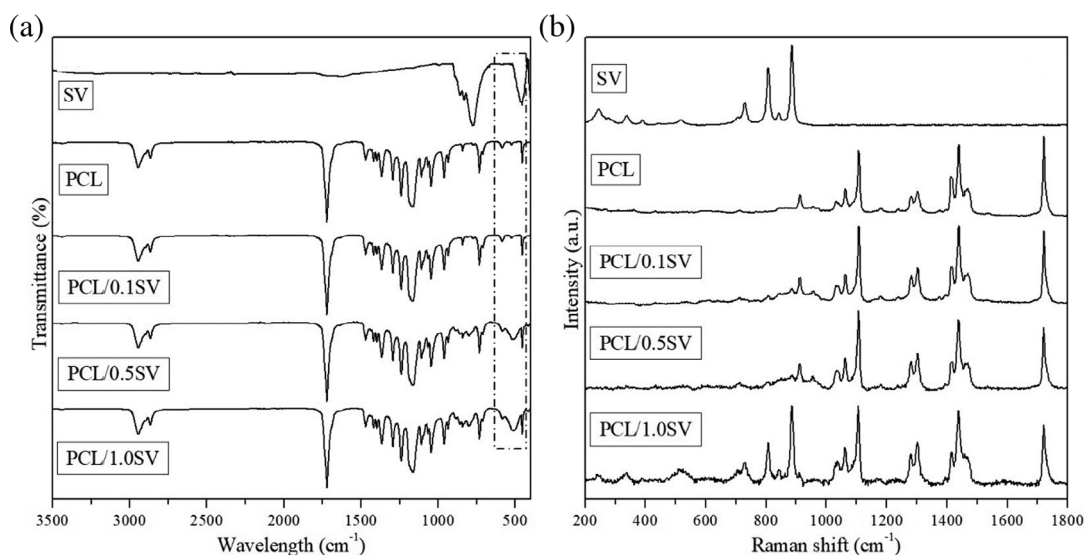 (a)
(b)
SV
PCL
PCL/0.1SV
PCL/0.5SV
PCL/1.0SV
Transmittance (%)
3500 3000 2500 2000 1500 1000 500
Wavelength (cm⁻¹)
SV
PCL
PCL/0.1SV
PCL/0.5SV
PCL/1.0SV
Intensity (a.u.)
200 400 600 800 1000 1200 1400 1600 1800
Raman shift (cm⁻¹)